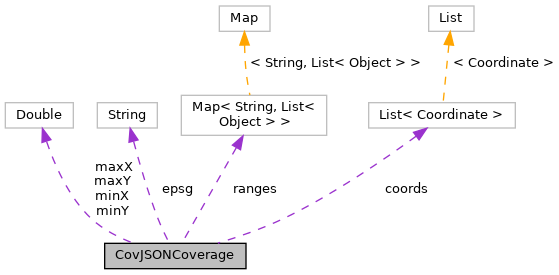 Map
List
< String, List< Object > >
< Coordinate >
Double
String
Map< String, List<
Object > >
List< Coordinate >
maxX
maxY
minX
minY
epsg
ranges
coords
CovJSONCoverage